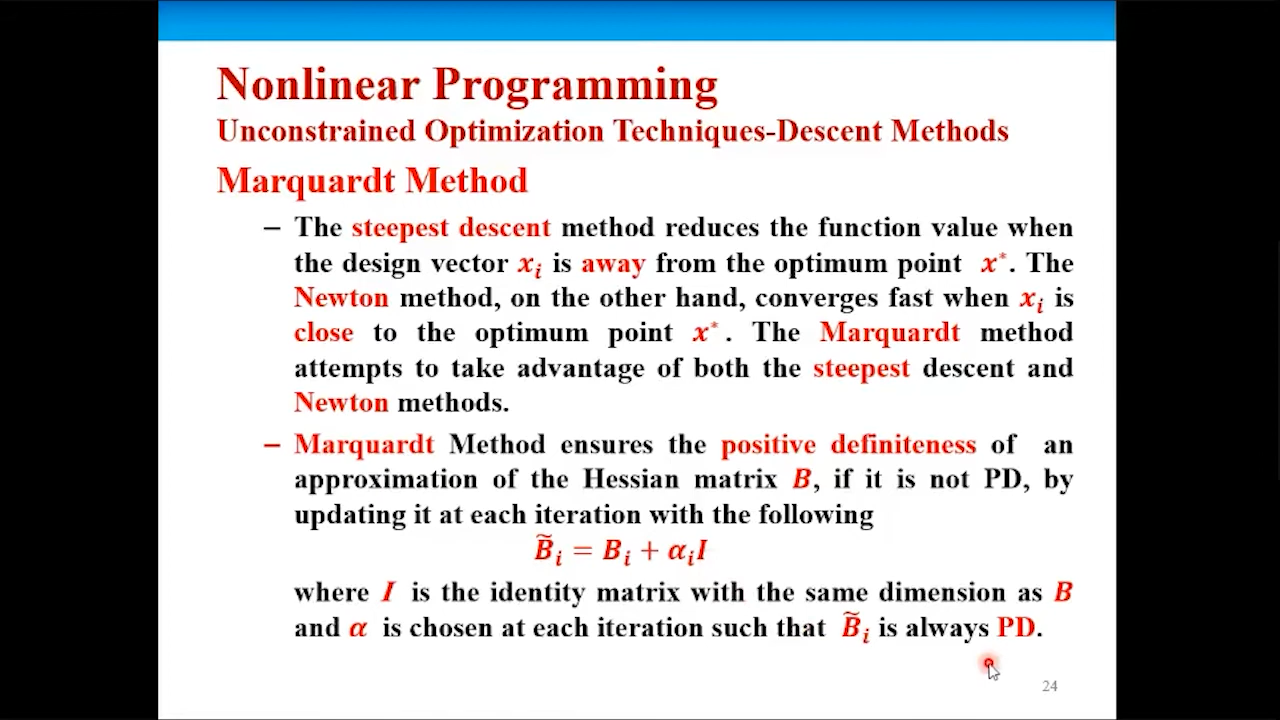 Nonlinear Programming
Unconstrained Optimization Techniques-Descent Methods
Marquardt Method
– The steepest descent method reduces the function value when
the design vector xᵢ is away from the optimum point x*. The
Newton method, on the other hand, converges fast when xᵢ is
close to the optimum point x*. The Marquardt method
attempts to take advantage of both the steepest descent and
Newton methods.
– Marquardt Method ensures the positive definiteness of an
approximation of the Hessian matrix B, if it is not PD, by
updating it at each iteration with the following
B̃ᵢ = Bᵢ + αᵢI
where I is the identity matrix with the same dimension as B
and α is chosen at each iteration such that B̃ᵢ is always PD.
24